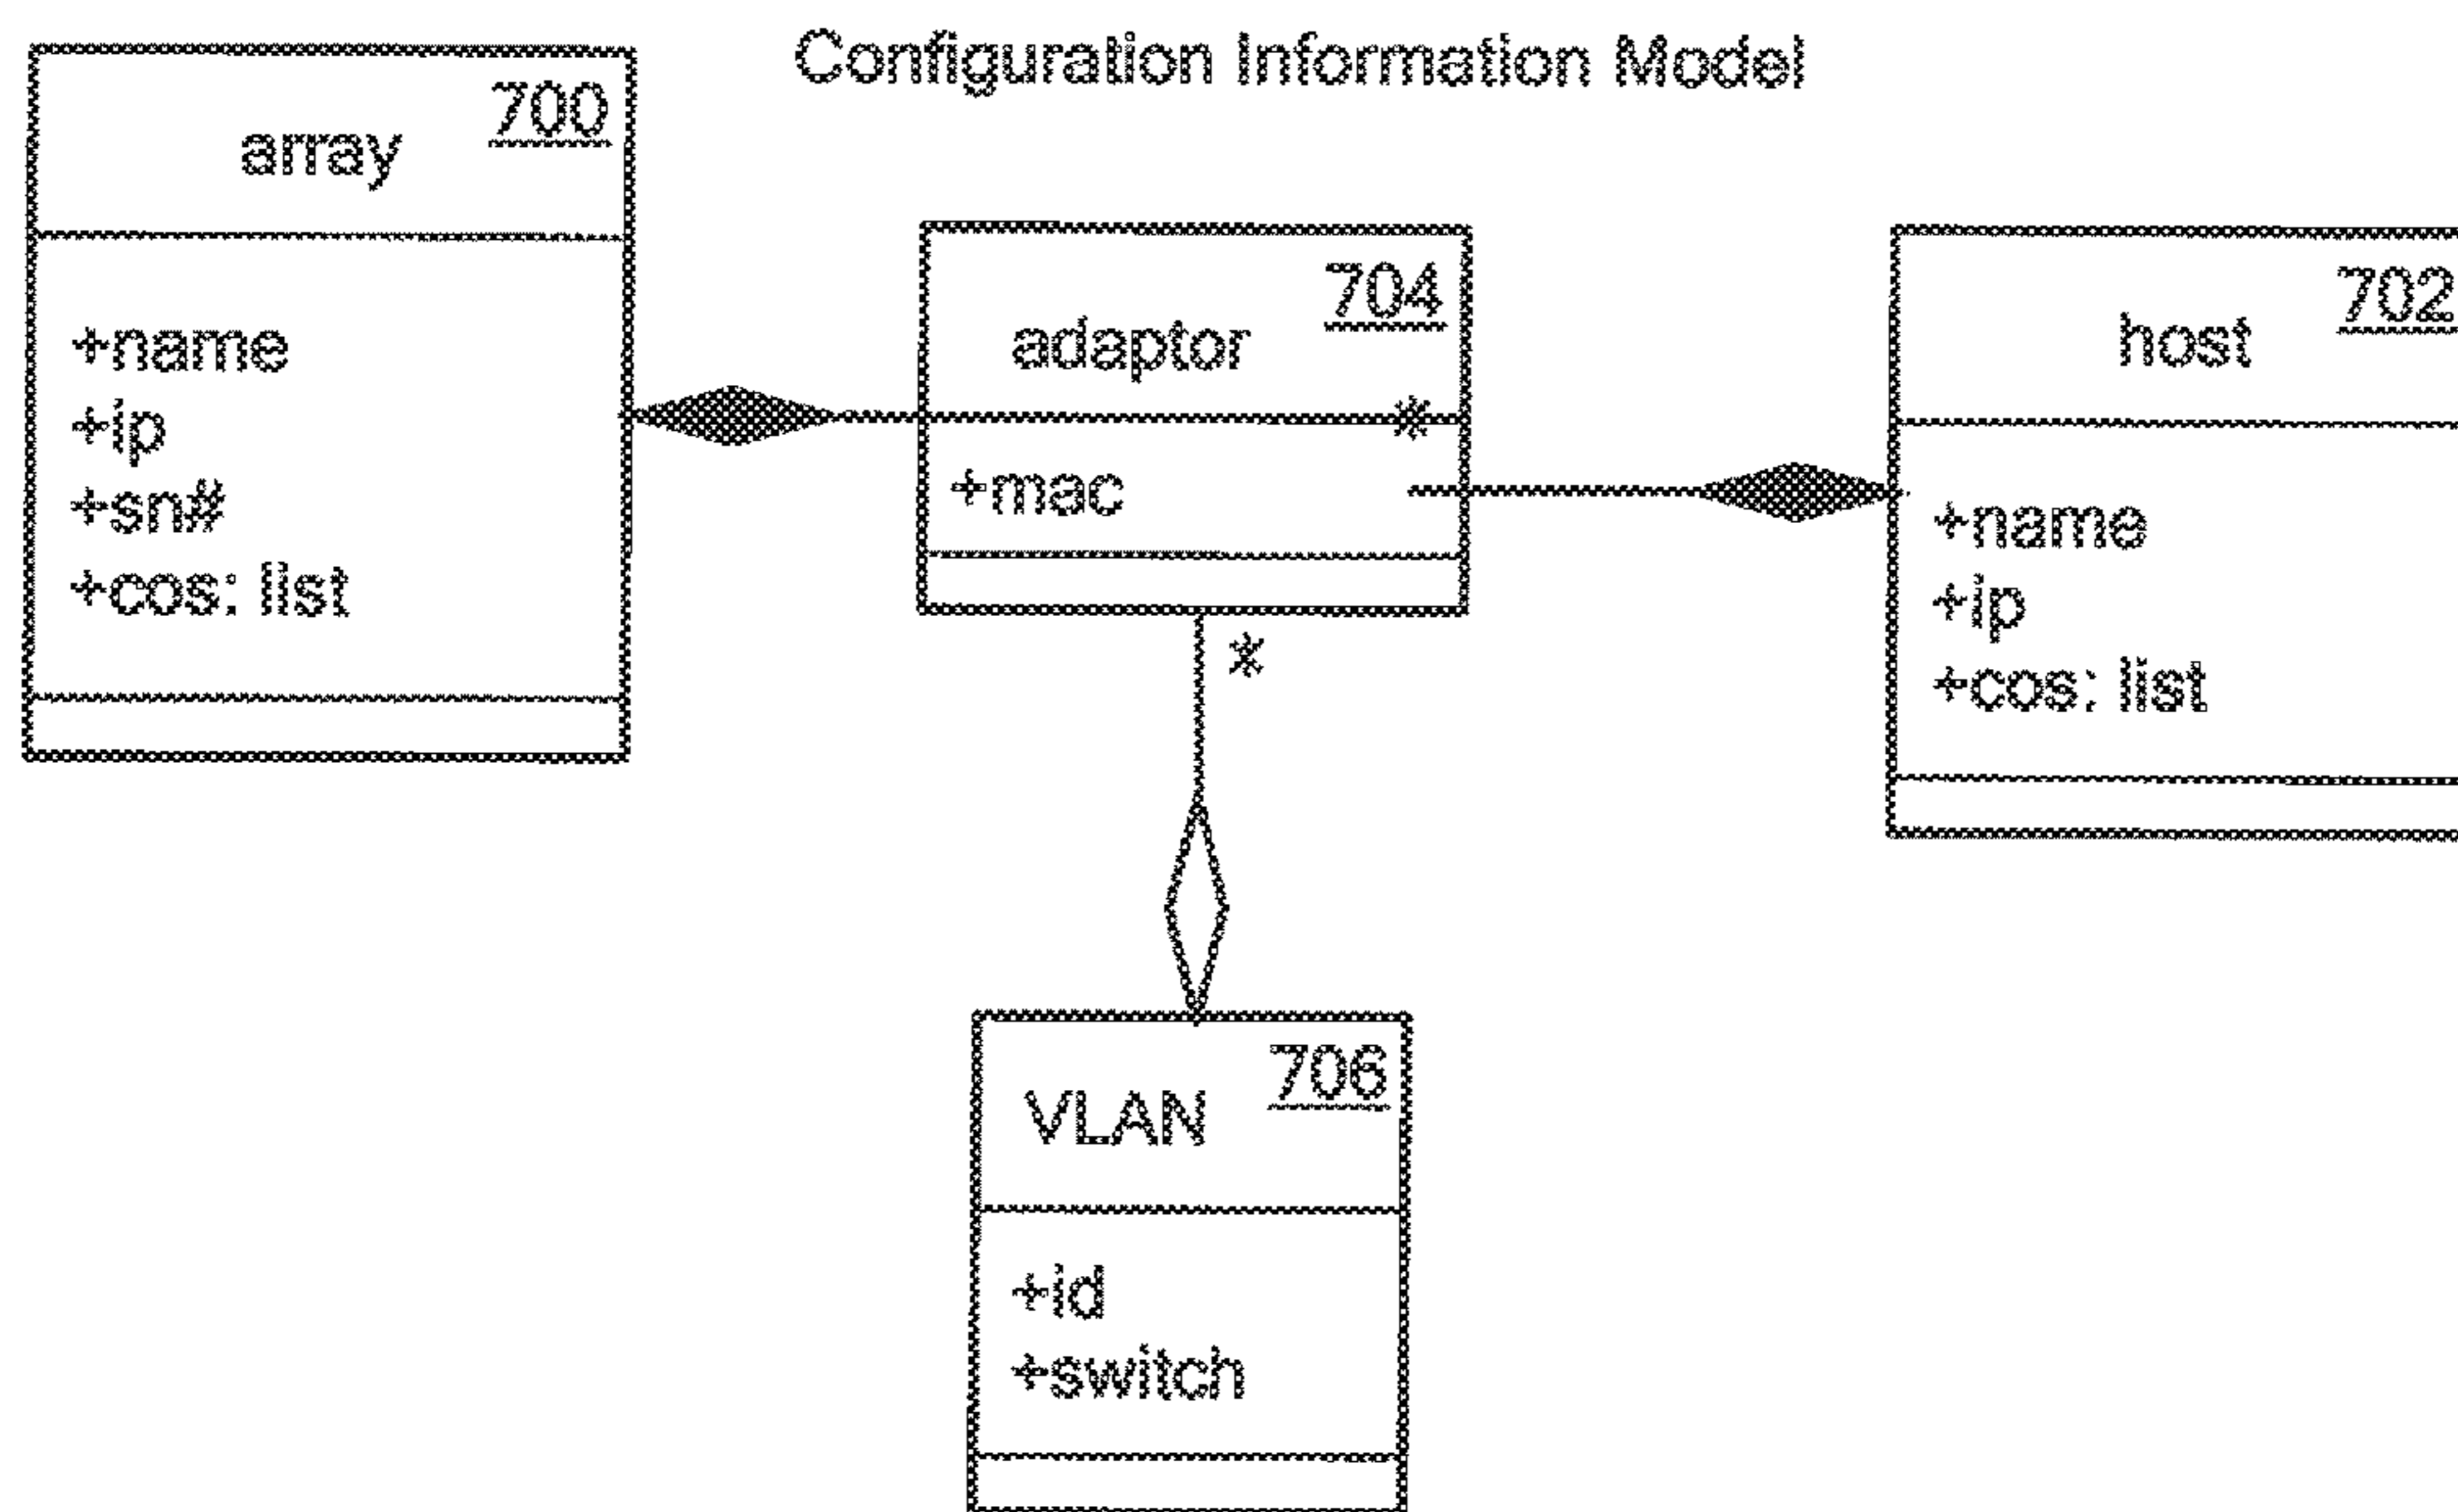 Configuration Information Model
array 700
+name
+ip
+sn#
+cos: list
adaptor 704
*
+mac
*
host 702
+name
+ip
+cos: list
VLAN 706
+id
+switch